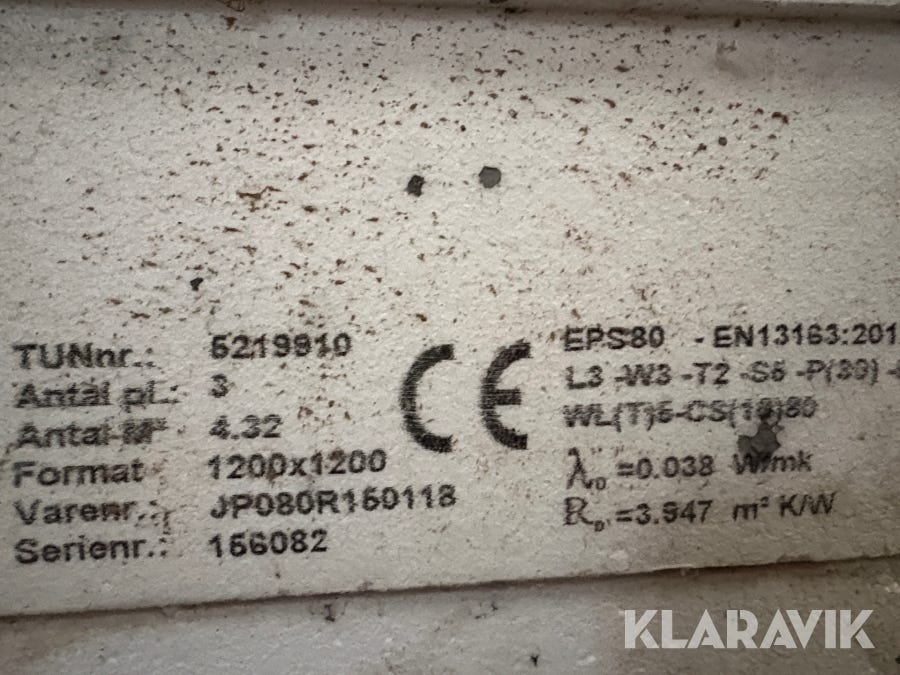 TUNnr.: 5219910
Antal pl.: 3
Antal M² 4.32
Format 1200x1200
Varenr.: JP080R150118
Serienr.: 156082
CE
EPS80 - EN13163:201
L3 -W3 -T2 -S5 -P(30) -
WL(T)5-CS(10)80
λD =0.038 W/mk
RD =3.947 m² K/W
KLARAVIK